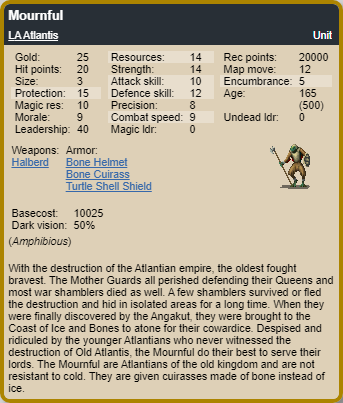 Mournful
LA Atlantis Unit
Gold: 25 Resources: 14 Rec points: 20000
Hit points: 20 Strength: 14 Map move: 12
Size: 3 Attack skill: 10 Encumbrance: 5
Protection: 15 Defence skill: 12 Age: 165
Magic res: 10 Precision: 8 (500)
Morale: 9 Combat speed: 9 Undead ldr: 0
Leadership: 40 Magic ldr: 0
Weapons: Armor:
Halberd Bone Helmet
Bone Cuirass
Turtle Shell Shield
Basecost: 10025
Dark vision: 50%
(Amphibious)
With the destruction of the Atlantian empire, the oldest fought
bravest. The Mother Guards all perished defending their Queens and
most war shamblers died as well. A few shamblers survived or fled
the destruction and hid in isolated areas for a long time. When they
were finally discovered by the Angakut, they were brought to the
Coast of Ice and Bones to atone for their cowardice. Despised and
ridiculed by the younger Atlantians who never witnessed the
destruction of Old Atlantis, the Mournful do their best to serve their
lords. The Mournful are Atlantians of the old kingdom and are not
resistant to cold. They are given cuirasses made of bone instead of
ice.